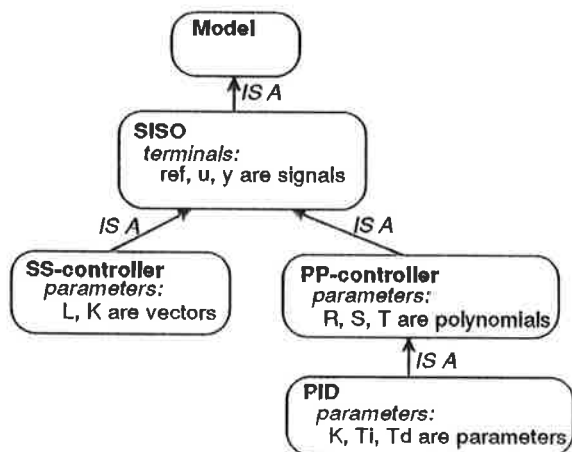 Model
IS A
SISO
terminals:
ref, u, y are signals
IS A
IS A
SS-controller
parameters:
L, K are vectors
PP-controller
parameters:
R, S, T are polynomials
IS A
PID
parameters:
K, Ti, Td are parameters